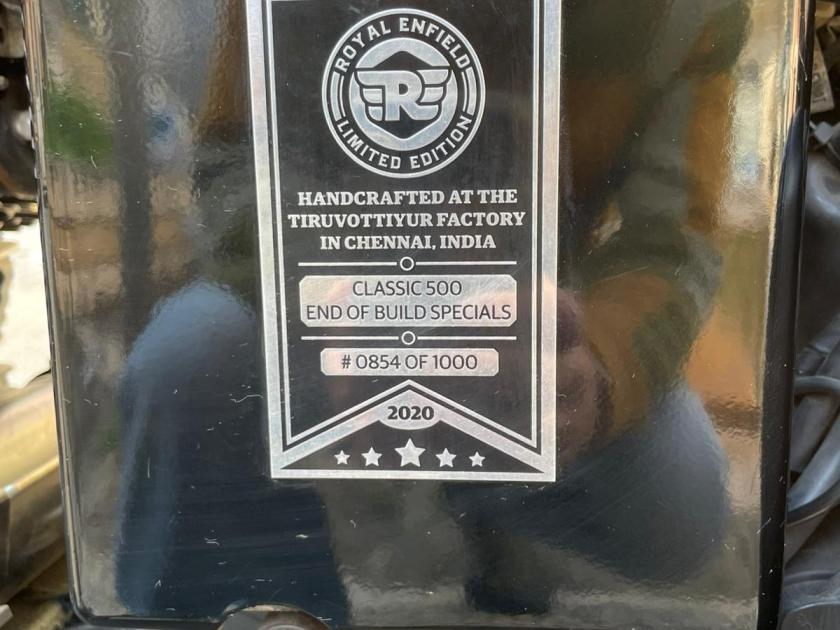 ROYAL ENFIELD
R
LIMITED EDITION
HANDCRAFTED AT THE
TIRUVOTTIYUR FACTORY
IN CHENNAI, INDIA
CLASSIC 500
END OF BUILD SPECIALS
# 0854 OF 1000
2020